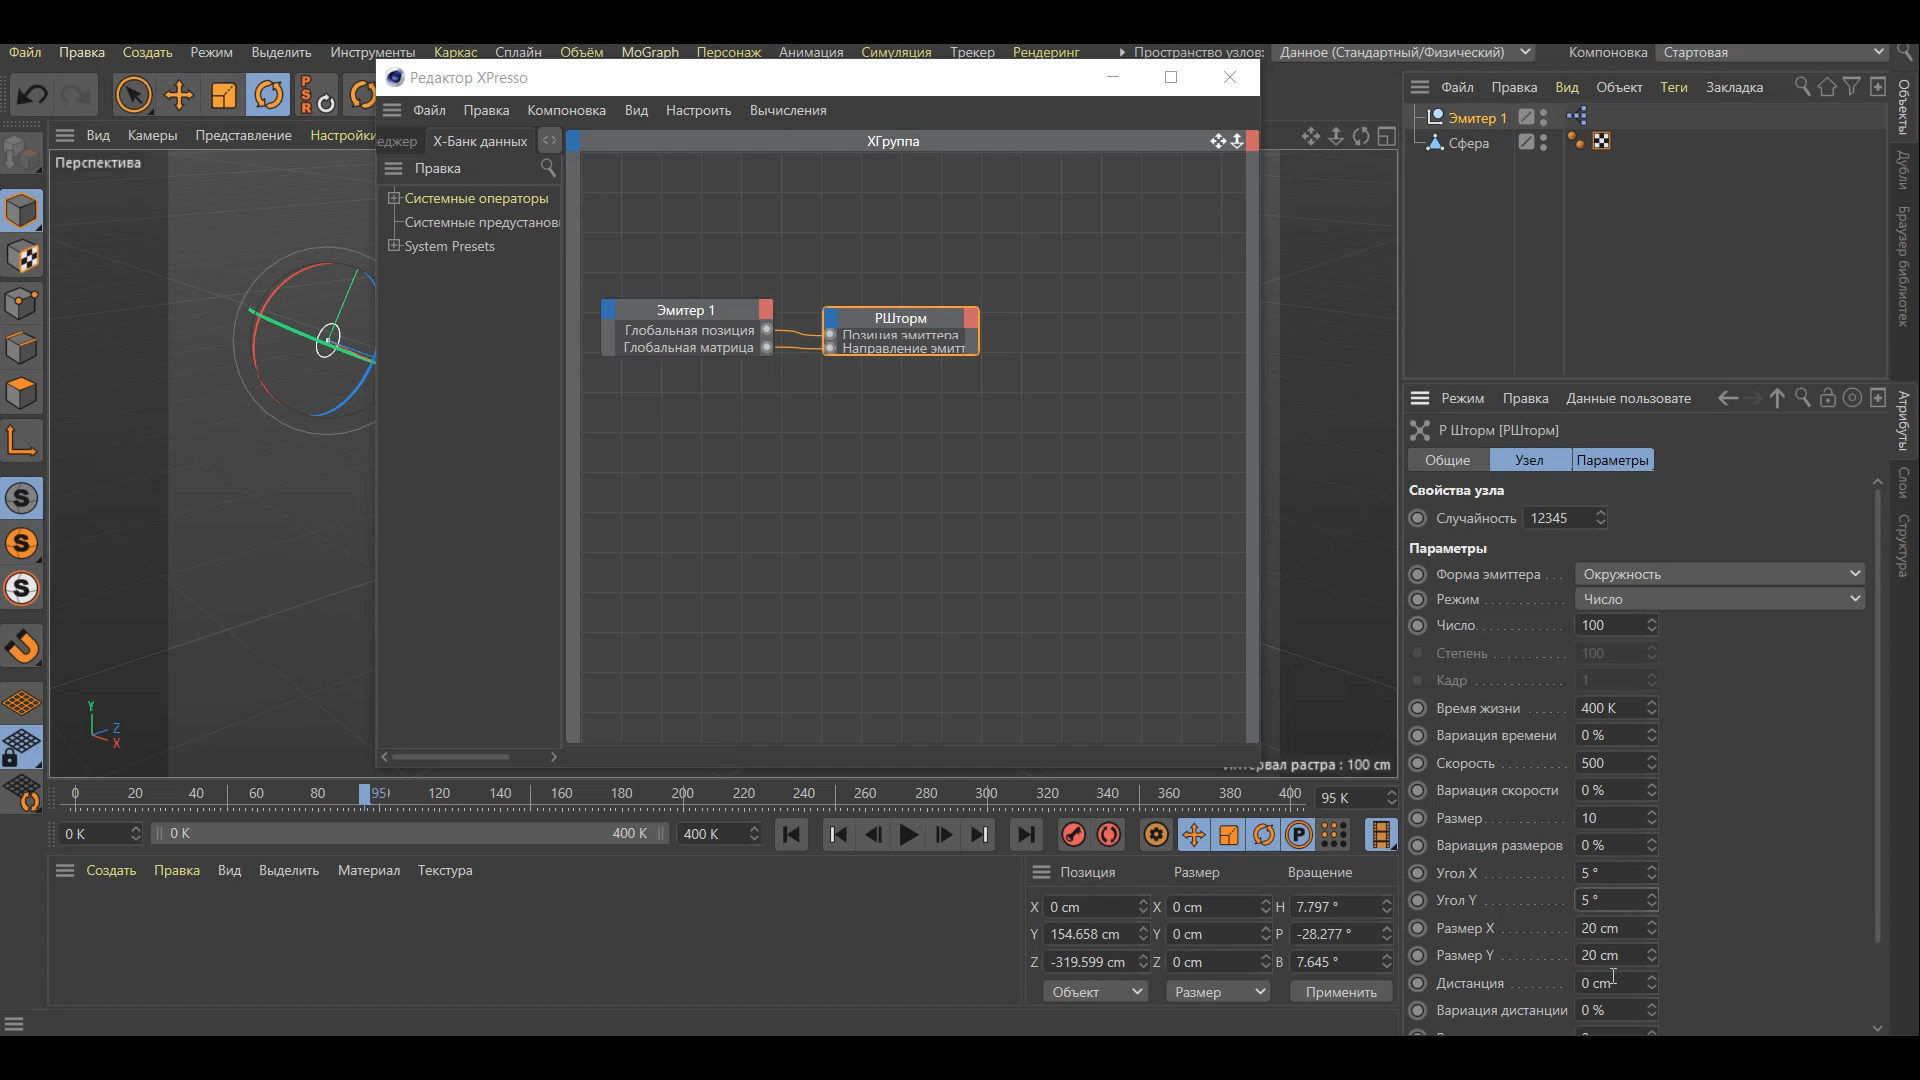 Файл Правка Создать Режим Выделить Инструменты Каркас Сплайн Объём MoGraph Персонаж Анимация Симуляция Трекер Рендеринг Пространство узлов: Данное (Стандартный/Физический) Компоновка Стартовая
Редактор XPresso
Файл Правка Компоновка Вид Настроить Вычисления
еджер X-Банк данных
Правка
Системные операторы
Системные предустанов
System Presets
XГруппа
Эмитер 1
Глобальная позиция
Глобальная матрица
РШторм
Позиция эмиттера
Направление эмитт
PSR
Вид Камеры Представление Настройки
Перспектива
Y
Z
X
S
S
S
Интервал растра : 100 cm
Файл Правка Вид Объект Теги Закладка
Эмитер 1
Сфера
Объекты
Дубли
Браузер библиотек
Режим Правка Данные пользовате
Р Шторм [РШторм]
Общие Узел Параметры
Свойства узла
Случайность 12345
Параметры
Форма эмиттера . . . Окружность
Режим . . . . . . . . . . . . Число
Число. . . . . . . . . . . . . 100
Степень . . . . . . . . . . . 100
Кадр . . . . . . . . . . . . . 1
Время жизни . . . . . . 400 K
Вариация времени 0 %
Скорость . . . . . . . . . . 500
Вариация скорости 0 %
Размер. . . . . . . . . . . . 10
Вариация размеров 0 %
Угол X . . . . . . . . . . . . 5 °
Угол Y . . . . . . . . . . . . 5 °
Размер X . . . . . . . . . . 20 cm
Размер Y . . . . . . . . . . 20 cm
Дистанция . . . . . . . . 0 cm
Вариация дистанции 0 %
Атрибуты
Слои
Структура
0 20 40 60 80 95 120 140 160 180 200 220 240 260 280 300 320 340 360 380 400 95 K
0 K 0 K 400 K 400 K
P
Создать Правка Вид Выделить Материал Текстура
Позиция Размер Вращение
X 0 cm X 0 cm H 7.797 °
Y 154.658 cm Y 0 cm P -28.277 °
Z -319.599 cm Z 0 cm B 7.645 °
Объект Размер Применить